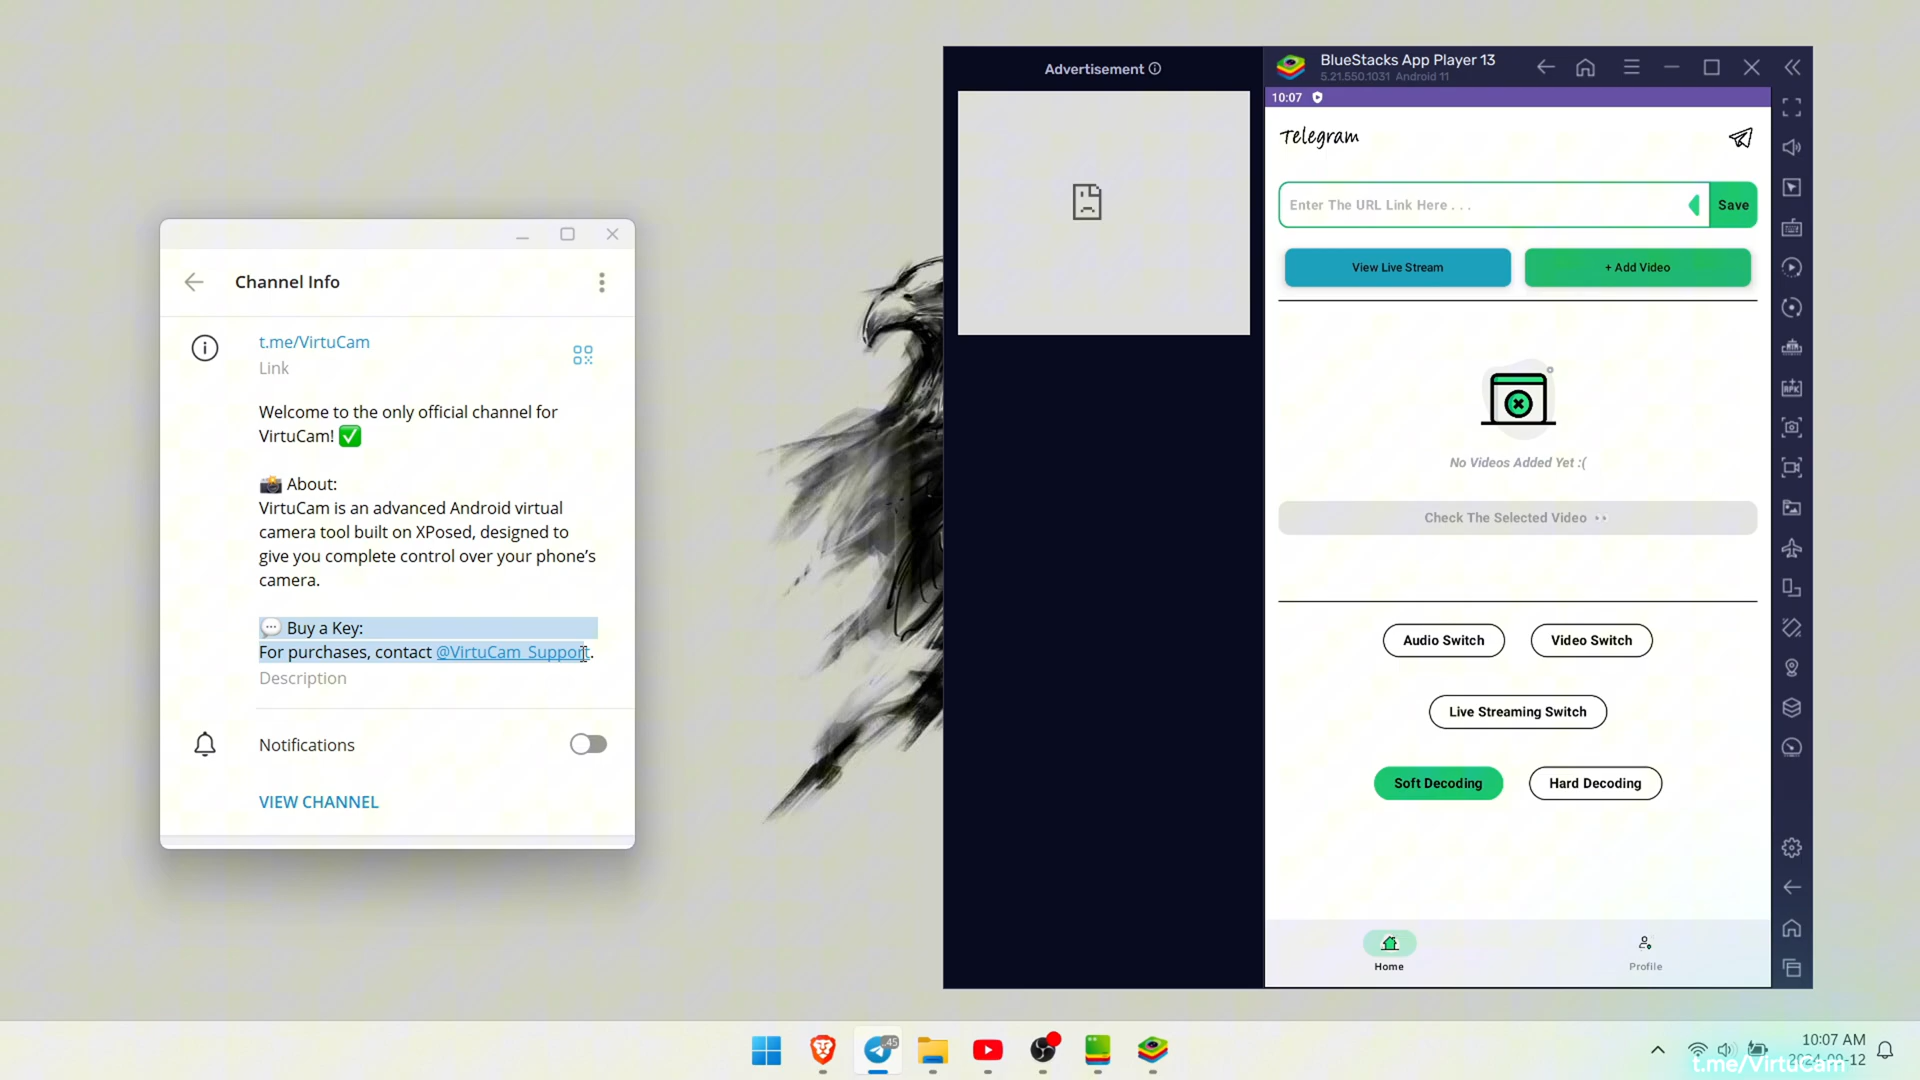 Advertisement
BlueStacks App Player 13
5.21.550.1031 Android 11
10:07
Telegram
Enter The URL Link Here . . .
Save
View Live Stream
+ Add Video
No Videos Added Yet :(
Check The Selected Video 👀
Audio Switch
Video Switch
Live Streaming Switch
Soft Decoding
Hard Decoding
Home
Profile
Channel Info
t.me/VirtuCam
Link
Welcome to the only official channel for
VirtuCam! ✅
📸 About:
VirtuCam is an advanced Android virtual
camera tool built on XPosed, designed to
give you complete control over your phone’s
camera.
💬 Buy a Key:
For purchases, contact @VirtuCam_Support.
Description
Notifications
VIEW CHANNEL
.45
10:07 AM
2024-09-12
t.me/VirtuCam